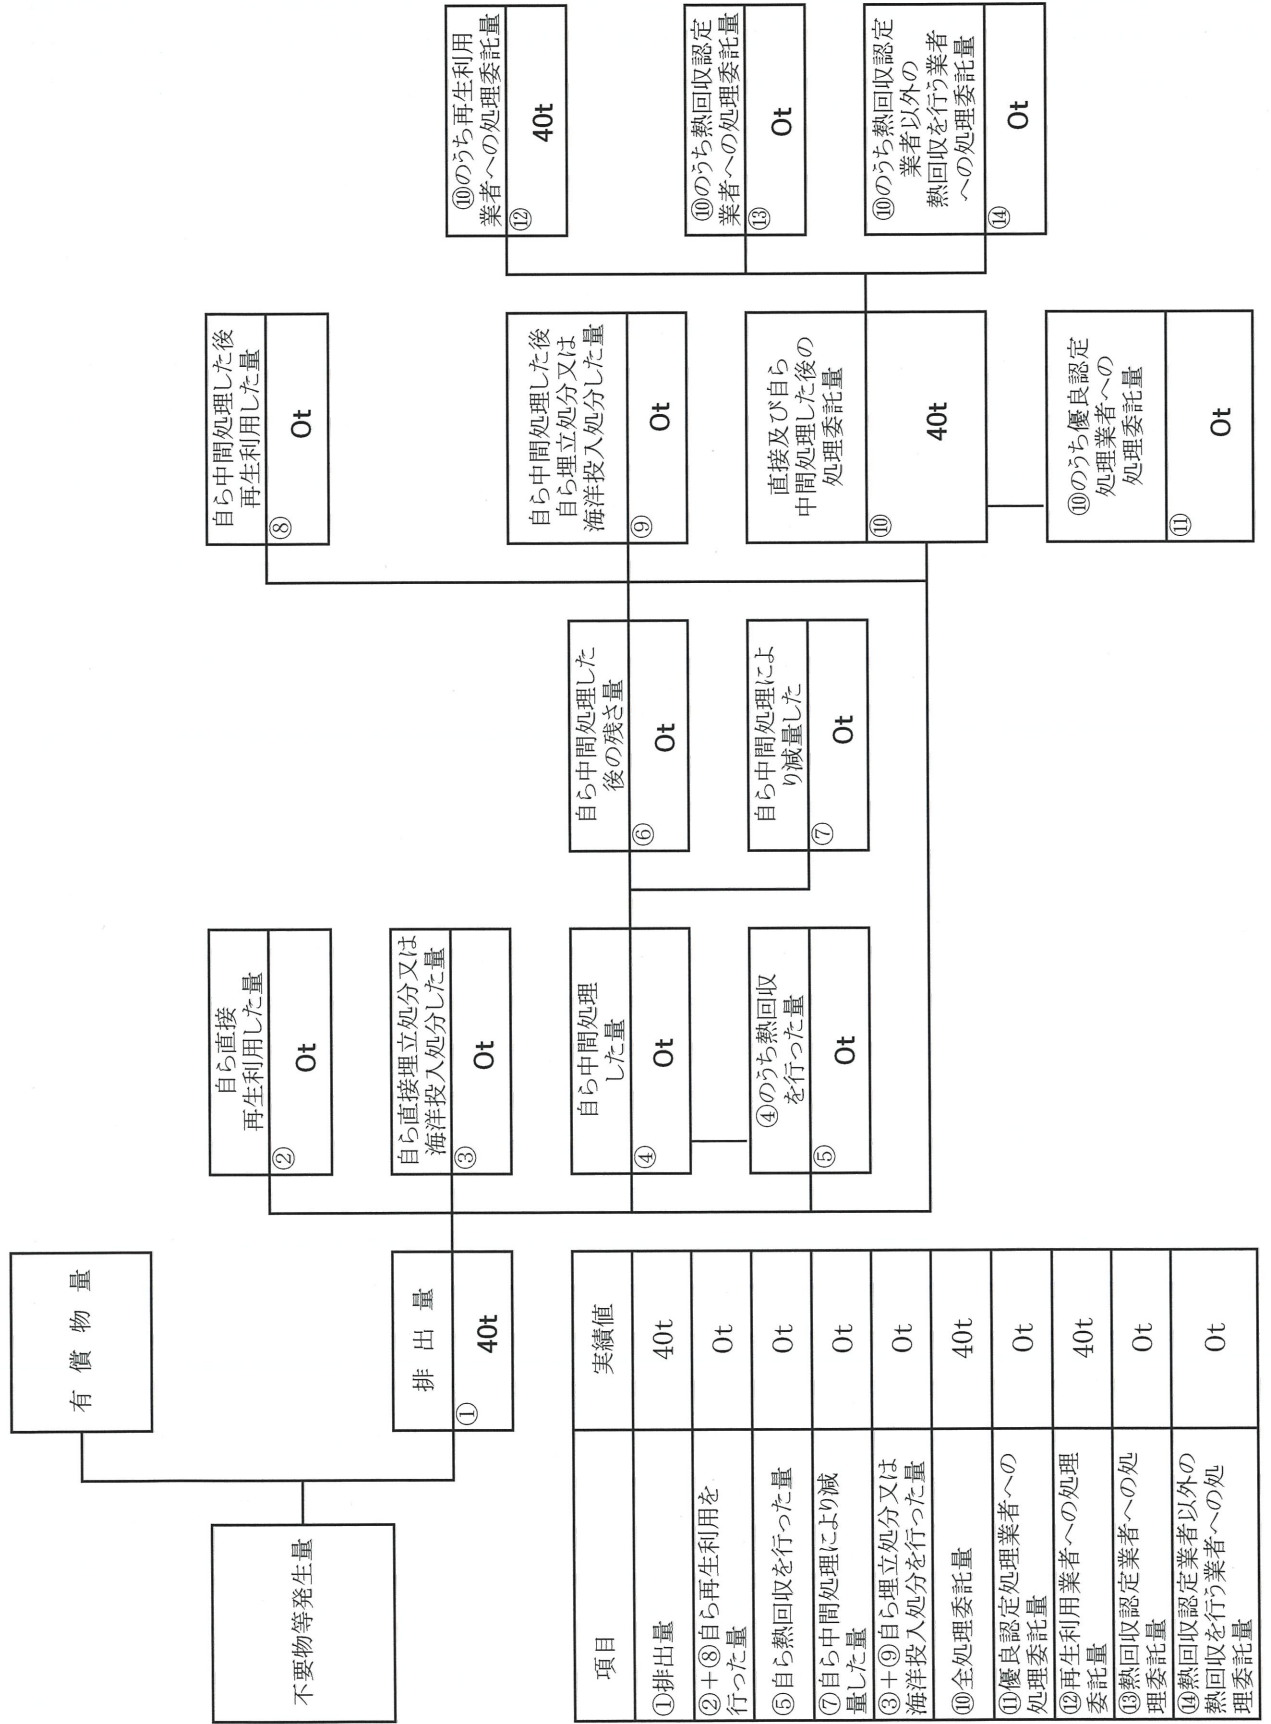 有償物量
不要物等発生量
排出量
①
40t
自ら直接
再生利用した量
②
0t
自ら直接埋立処分又は
海洋投入処分した量
③
0t
自ら中間処理
した量
④
0t
④のうち熱回収
を行った量
⑤
0t
自ら中間処理した
後の残さ量
⑥
0t
自ら中間処理によ
り減量した
⑦
0t
自ら中間処理した後
再生利用した量
⑧
0t
自ら中間処理した後
自ら埋立処分又は
海洋投入処分した量
⑨
0t
直接及び自ら
中間処理した後の
処理委託量
⑩
40t
⑩のうち優良認定
処理業者への
処理委託量
⑪
0t
⑩のうち再生利用
業者への処理委託量
⑫
40t
⑩のうち熱回収認定
業者への処理委託量
⑬
0t
⑩のうち熱回収認定
業者以外の
熱回収を行う業者
への処理委託量
⑭
0t
項目 実績値
①排出量 40t
②+⑧自ら再生利用を
行った量 0t
⑤自ら熱回収を行った量 0t
⑦自ら中間処理により減
量した量 0t
③+⑨自ら埋立処分又は
海洋投入処分を行った量 0t
⑩全処理委託量 40t
⑪優良認定処理業者への
処理委託量 0t
⑫再生利用業者への処理
委託量 40t
⑬熱回収認定業者への処
理委託量 0t
⑭熱回収認定業者以外の
熱回収を行う業者への処
理委託量 0t